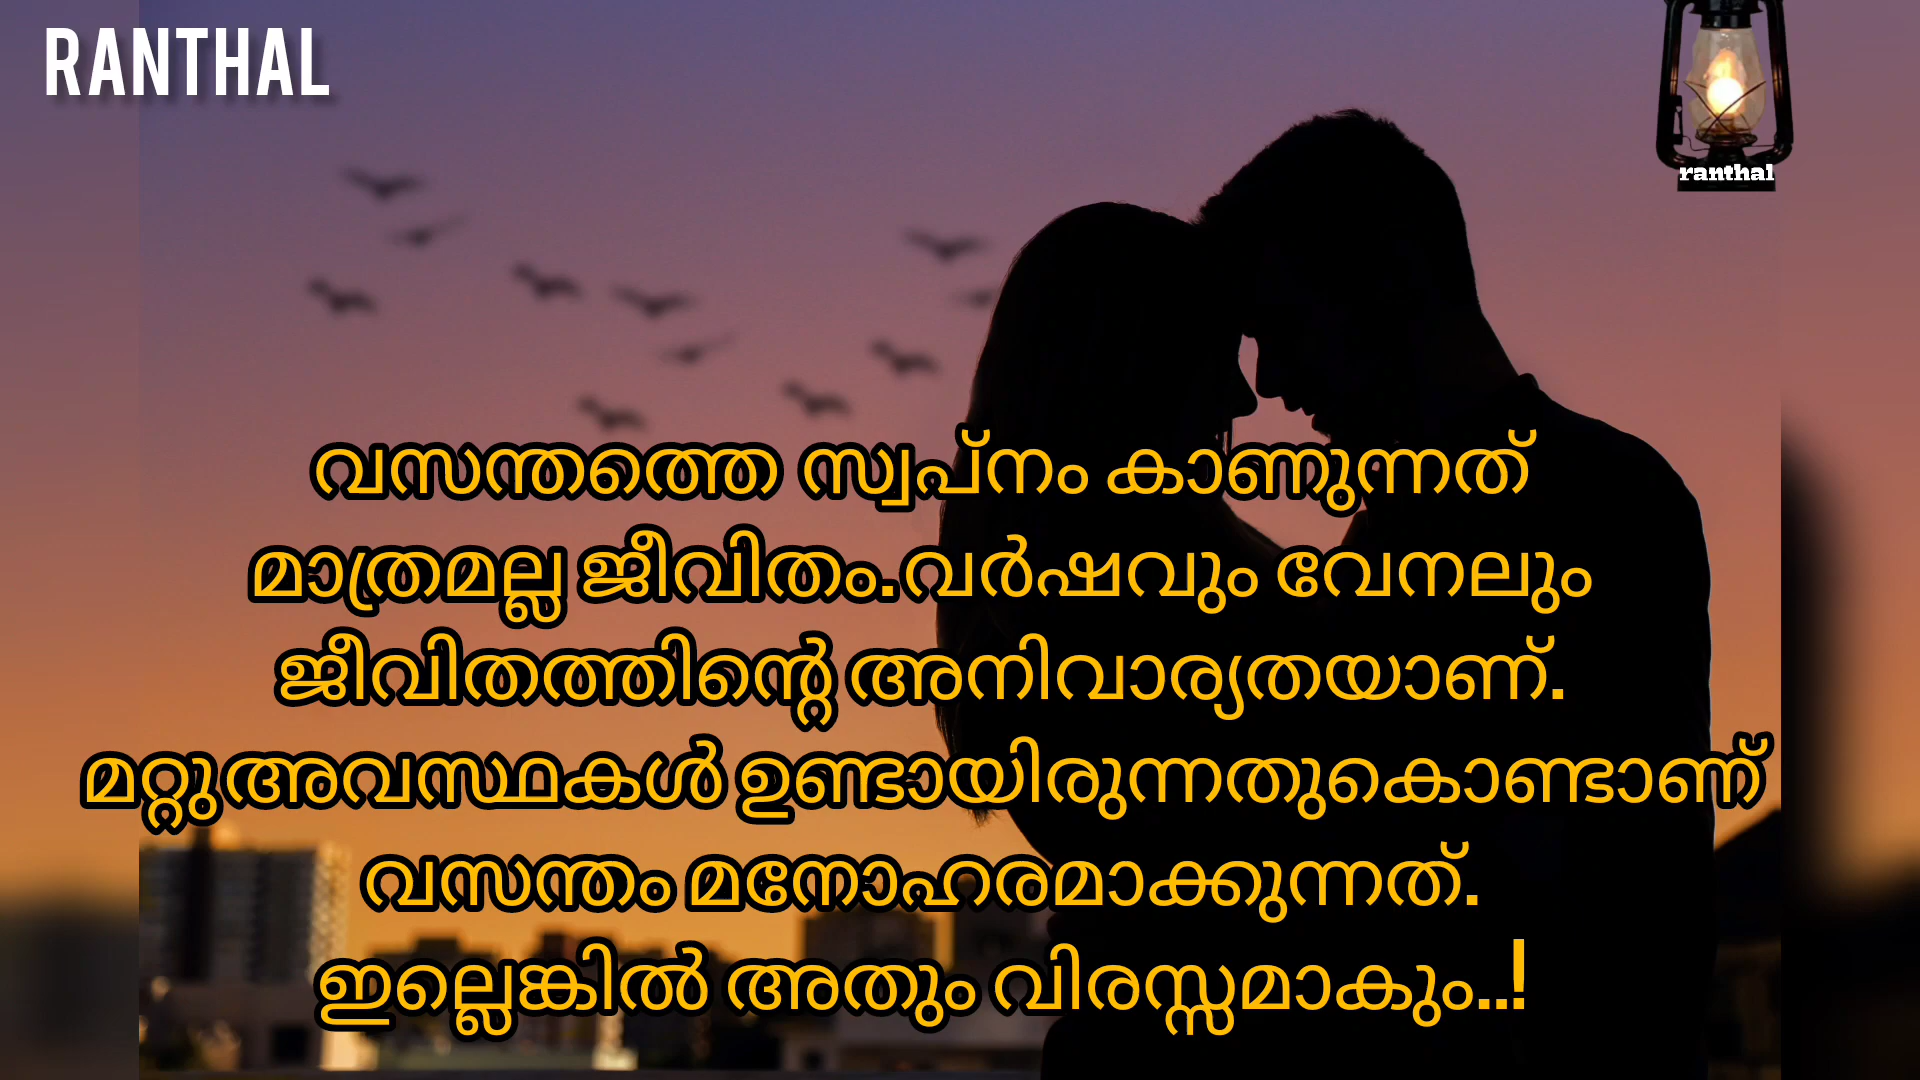 RANTHAL
ranthal
വസന്തത്തെ സ്വപ്നം കാണുന്നത്
മാത്രമല്ല ജീവിതം.വർഷവും വേനലും
ജീവിതത്തിന്റെ അനിവാര്യതയാണ്.
മറ്റുഅവസ്ഥകൾ ഉണ്ടായിരുന്നതുകൊണ്ടാണ്
വസന്തം മനോഹരമാക്കുന്നത്.
ഇല്ലെങ്കിൽ അതും വിരസ്സമാകും..!